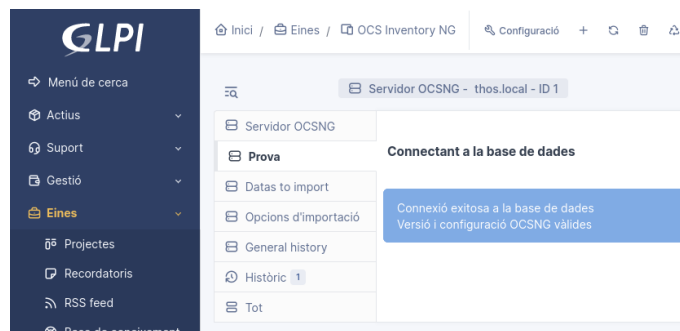 GLPI
Inici / Eines / OCS Inventory NG
Configuració
Menú de cerca
Actius
Suport
Gestió
Eines
Projectes
Recordatoris
RSS feed
Servidor OCSNG - thos.local - ID 1
Servidor OCSNG
Prova
Datas to import
Opcions d'importació
General history
Històric 1
Tot
Connectant a la base de dades
Connexió exitosa a la base de dades
Versió i configuració OCSNG vàlides